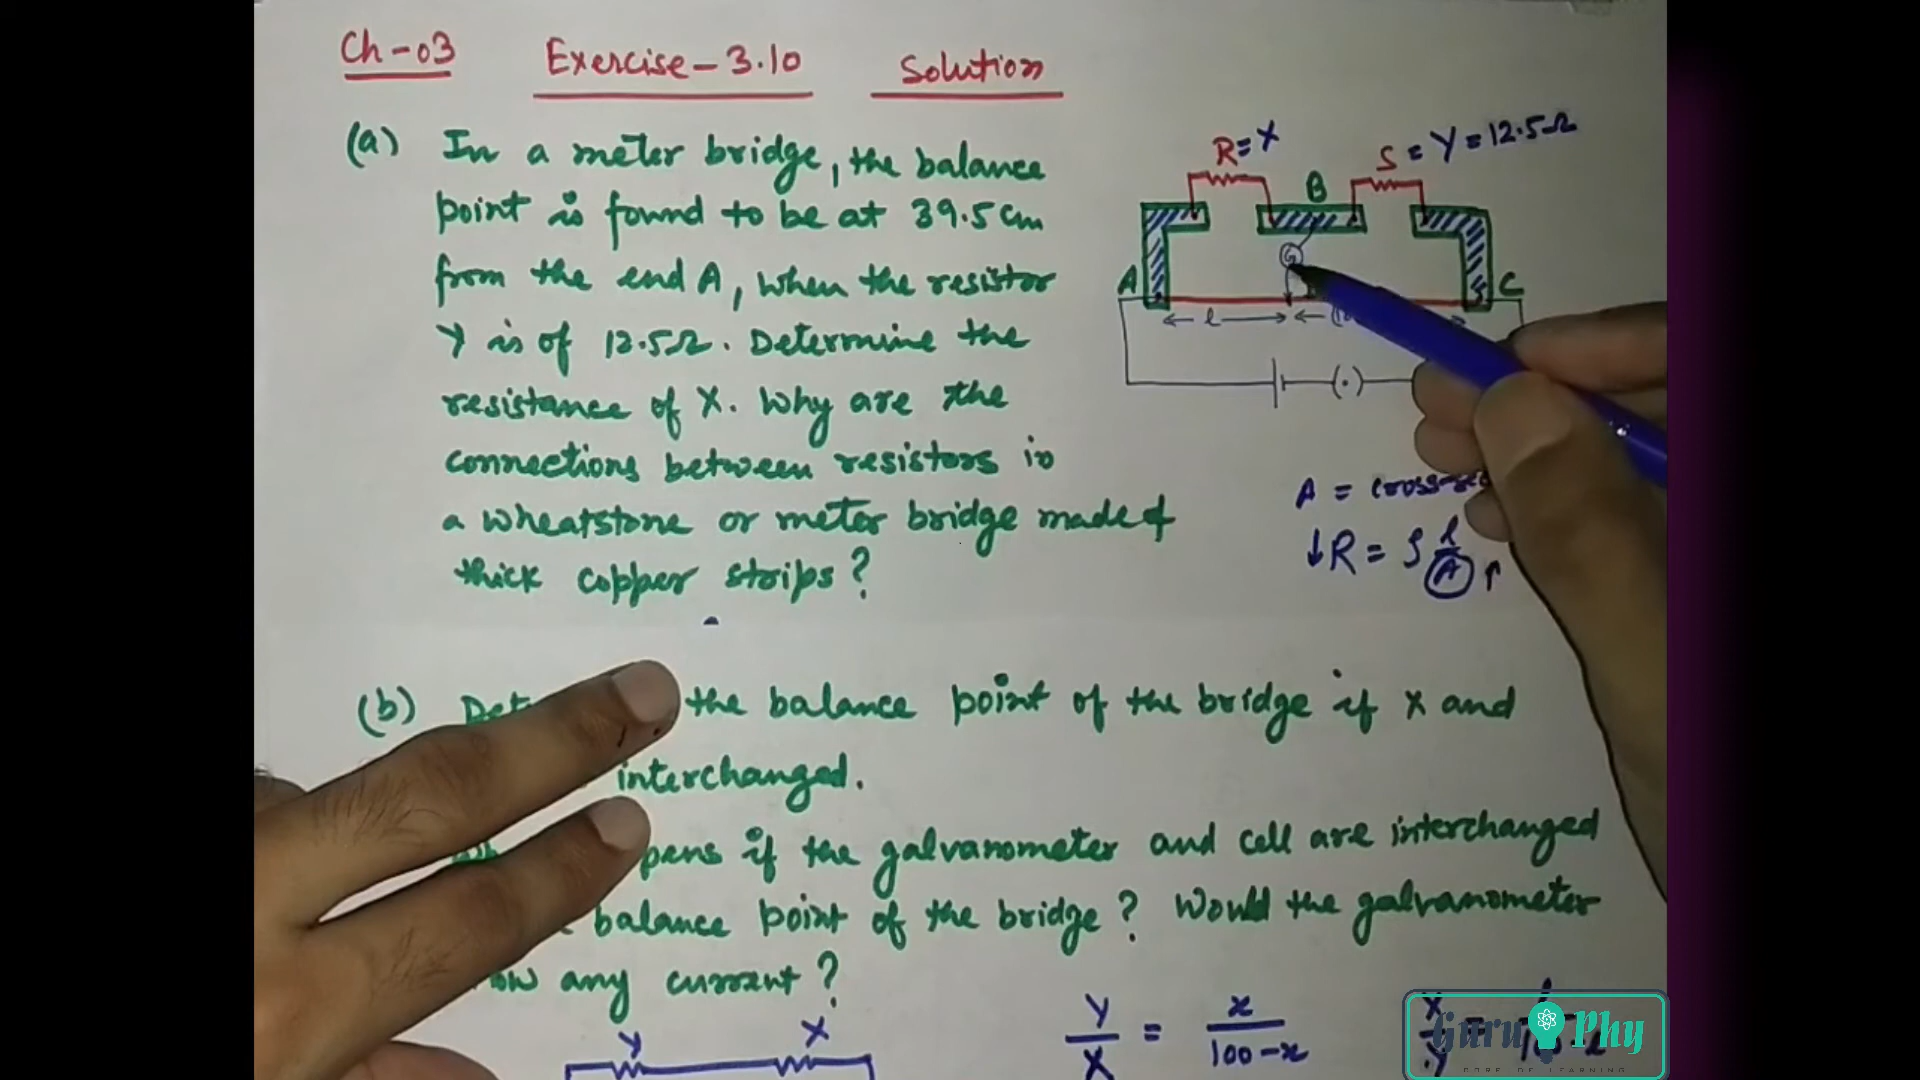 Ch-03 Exercise-3.10 Solution
(a) In a meter bridge, the balance
point is found to be at 39.5cm
from the end A, when the resistor
Y is of 12.5Ω. Determine the
resistance of X. Why are the
connections between resistors in
a wheatstone or meter bridge made of
thick copper strips?
R=X
S=Y=12.5Ω
B
G
A
C
l
A = cross-sec
↓R = ρ l/A ↑
(b) the balance point of the bridge if X and
interchanged.
if the galvanometer and cell are interchanged
balance point of the bridge? Would the galvanometer
any current?
Y X
Y/X = x/100-x
X/Y =
Guru Phy